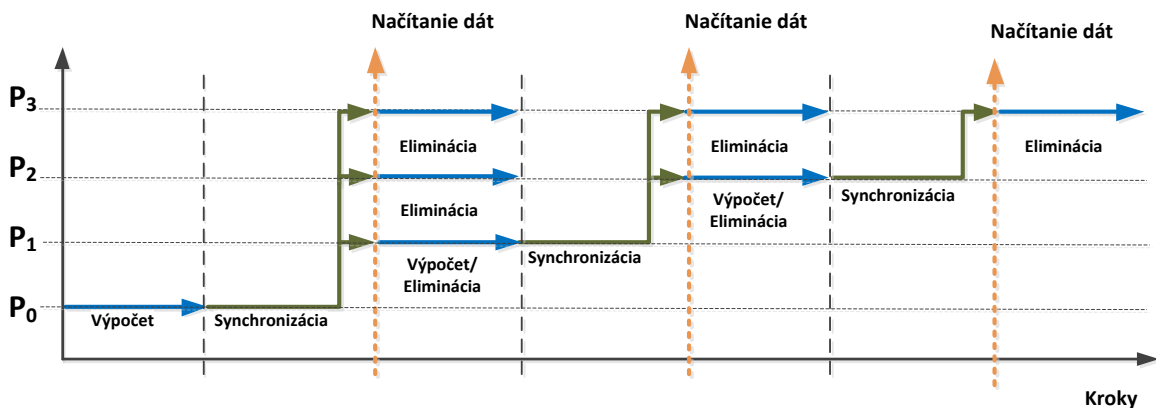 Načítanie dát
Načítanie dát
Načítanie dát
P3
Eliminácia
Eliminácia
Eliminácia
P2
Eliminácia
Výpočet/
Eliminácia
Synchronizácia
P1
Výpočet/
Eliminácia
Synchronizácia
P0
Výpočet
Synchronizácia
Kroky